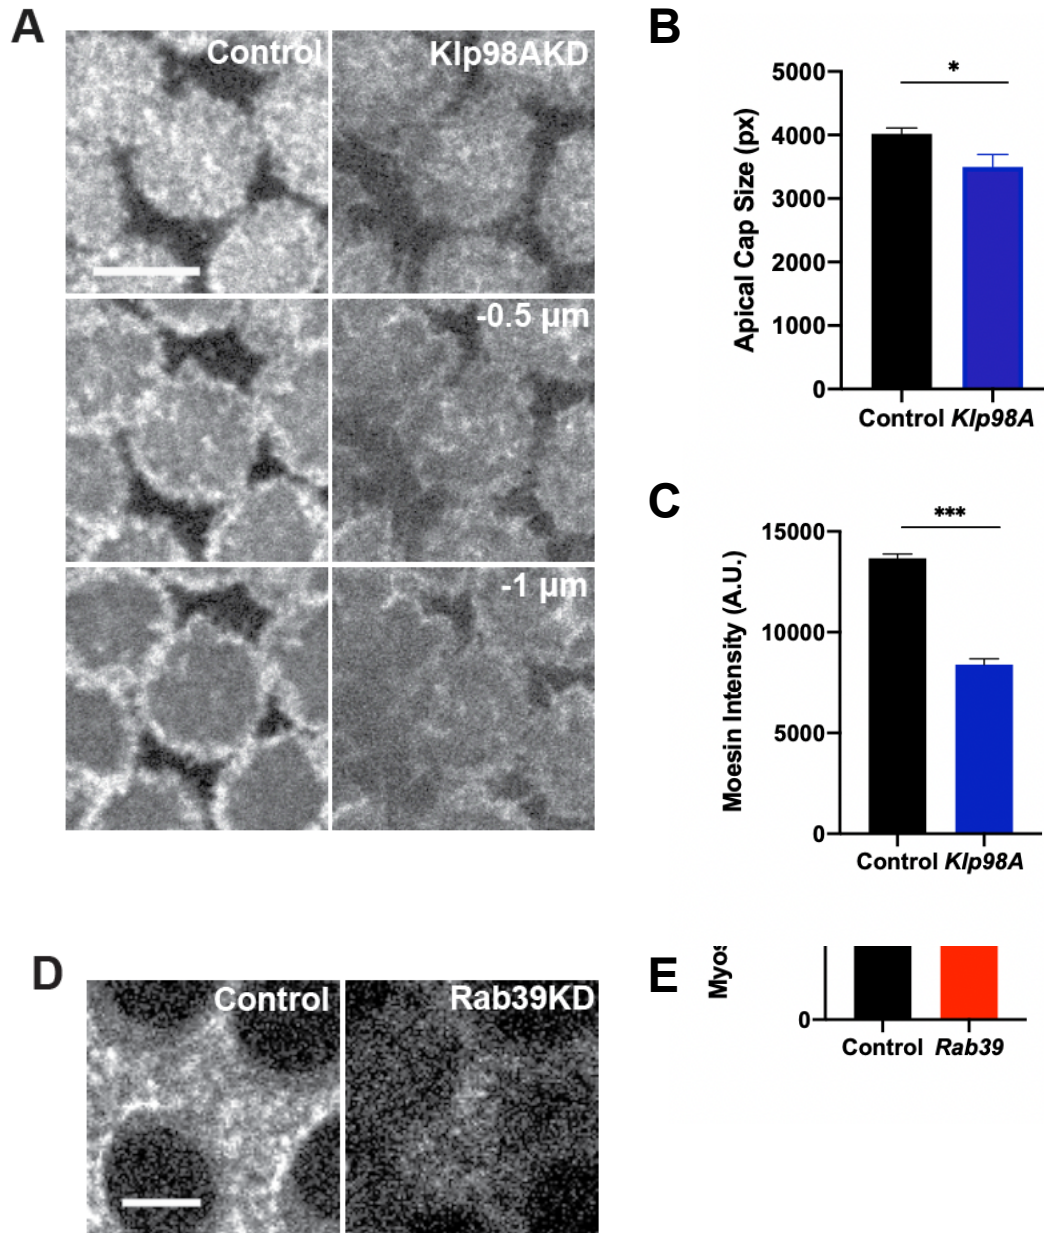 A
Control
Klp98AKD
-0.5 µm
-1 µm
B
Apical Cap Size (px)
5000
4000
3000
2000
1000
0
*
Control Klp98A
C
Moesin Intensity (A.U.)
15000
10000
5000
0
***
Control Klp98A
D
Control
Rab39KD
E
0
Control Rab39